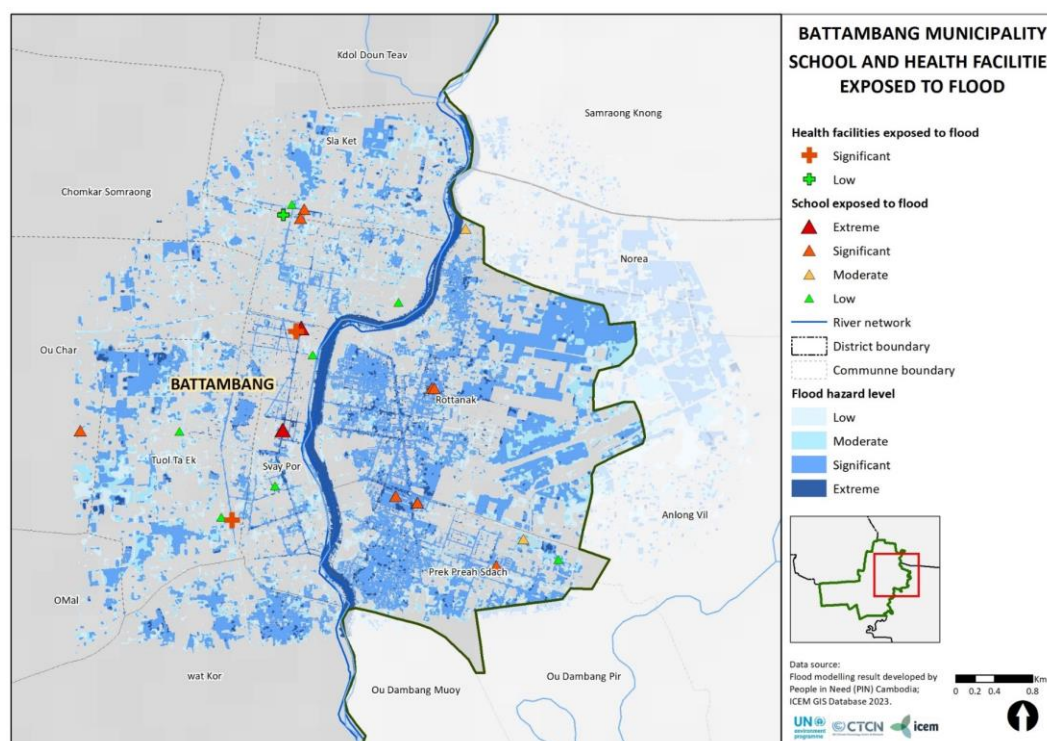 BATTAMBANG MUNICIPALITY
SCHOOL AND HEALTH FACILITIE
EXPOSED TO FLOOD
Health facilities exposed to flood
Significant
Low
School exposed to flood
Extreme
Significant
Moderate
Low
River network
District boundary
Communne boundary
Flood hazard level
Low
Moderate
Significant
Extreme
Data source:
Flood modelling result developed by
People in Need (PIN) Cambodia;
ICEM GIS Database 2023.
Km
0 0.2 0.4 0.8
UN
environment
programme
CTCN
icem
Kdol Doun Teav
Samraong Knong
Sla Ket
Chomkar Somraong
Norea
Ou Char
BATTAMBANG
Rottanak
Tuol Ta Ek
Svay Por
Anlong Vil
Prek Preah Sdach
OMal
wat Kor
Ou Dambang Muoy
Ou Dambang Pir